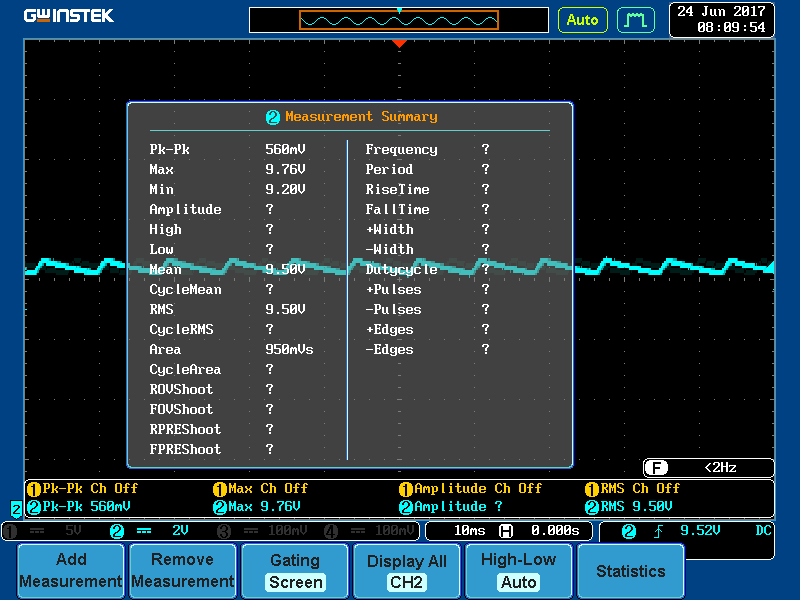 GWINSTEK
Auto
24 Jun 2017
08:09:54
2 Measurement Summary
Pk-Pk 560mV Frequency ?
Max 9.76V Period ?
Min 9.20V RiseTime ?
Amplitude ? FallTime ?
High ? +Width ?
Low ? -Width ?
Mean 9.50V Dutycycle ?
CycleMean ? +Pulses ?
RMS 9.50V -Pulses ?
CycleRMS ? +Edges ?
Area 950mVs -Edges ?
CycleArea ?
ROVShoot ?
FOVShoot ?
RPREShoot ?
FPREShoot ?
F <2Hz
1 Pk-Pk Ch Off 1 Max Ch Off 1 Amplitude Ch Off 1 RMS Ch Off
2 2 Pk-Pk 560mV 2 Max 9.76V 2 Amplitude ? 2 RMS 9.50V
1 5V 2 2V 3 100mV 4 100mV 10ms H 0.000s 2 9.52V DC
Add Measurement
Remove Measurement
Gating Screen
Display All CH2
High-Low Auto
Statistics